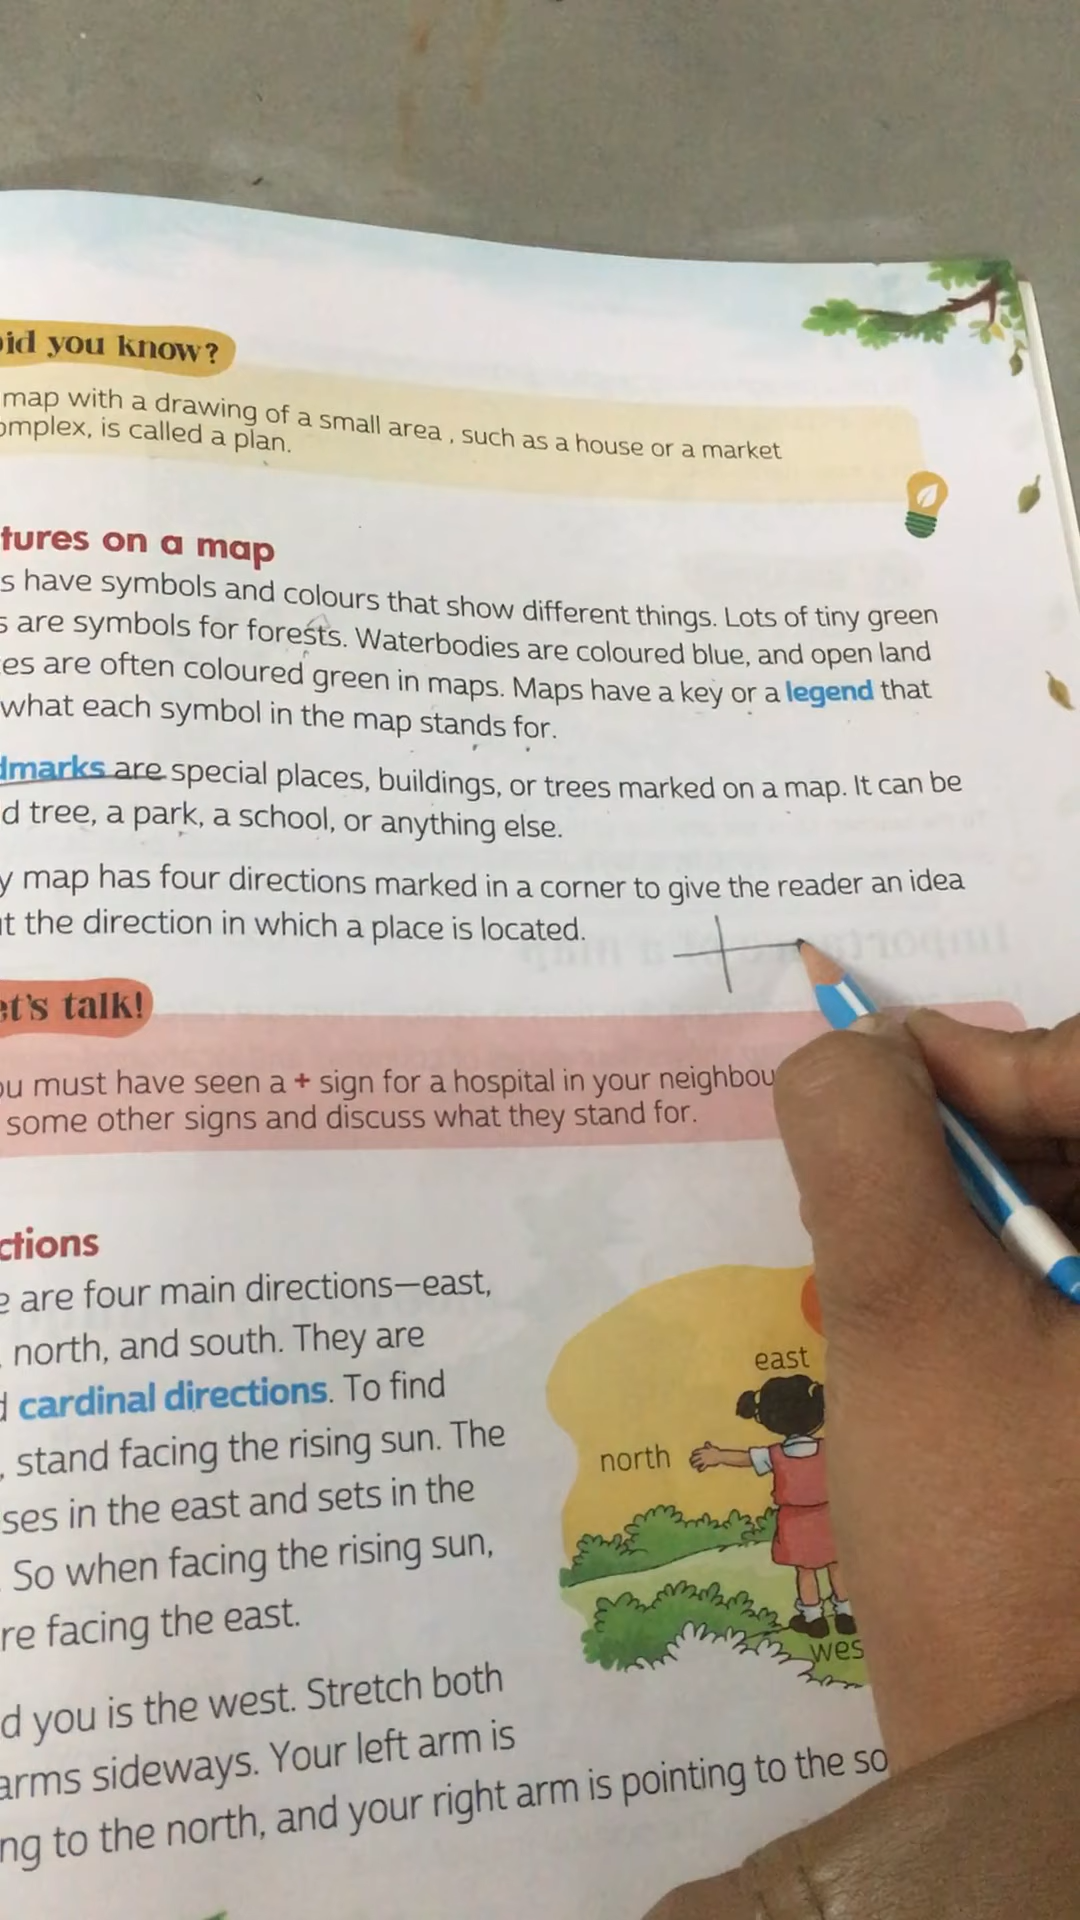 id you know?
map with a drawing of a small area , such as a house or a market
omplex, is called a plan.
tures on a map
s have symbols and colours that show different things. Lots of tiny green
s are symbols for forests. Waterbodies are coloured blue, and open land
es are often coloured green in maps. Maps have a key or a legend that
what each symbol in the map stands for.
dmarks are special places, buildings, or trees marked on a map. It can be
d tree, a park, a school, or anything else.
y map has four directions marked in a corner to give the reader an idea
t the direction in which a place is located.
et's talk!
ou must have seen a + sign for a hospital in your neighbou
some other signs and discuss what they stand for.
ctions
e are four main directions—east,
, north, and south. They are
d cardinal directions. To find
, stand facing the rising sun. The
ses in the east and sets in the
. So when facing the rising sun,
re facing the east.
east
north
wes
d you is the west. Stretch both
arms sideways. Your left arm is
ng to the north, and your right arm is pointing to the so